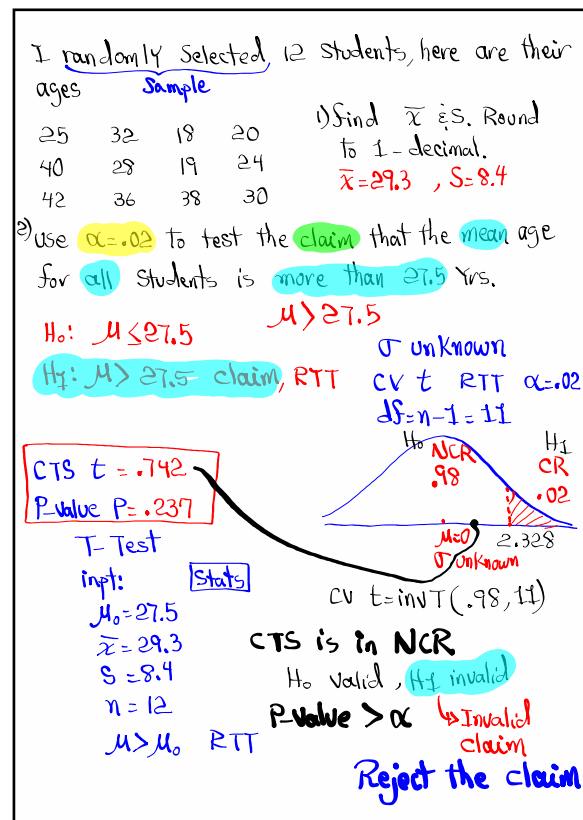 I randomly Selected 12 Students, here are their
ages Sample
25 32 18 20
40 28 19 24
42 36 38 30
1) find x̄ & S. Round
to 1-decimal.
x̄=29.3 , S=8.4
2) Use α=.02 to test the claim that the mean age
for all Students is more than 27.5 Yrs.
H₀: μ≤27.5 μ>27.5
H1: μ> 27.5 claim, RTT
σ unknown
CV t RTT α=.02
df=n-1=11
H₀ NCR H1
.98 CR
.02
μ=0 2.328
σ unknown
CV t=invT(.98,11)
CTS t =.742
P-value P=.237
T-Test
inpt: Stats
μ₀=27.5
x̄=29.3
S=8.4
n=12
μ>μ₀ RTT
CTS is in NCR
H₀ valid, H1 invalid
P-value > α Invalid
claim
Reject the claim